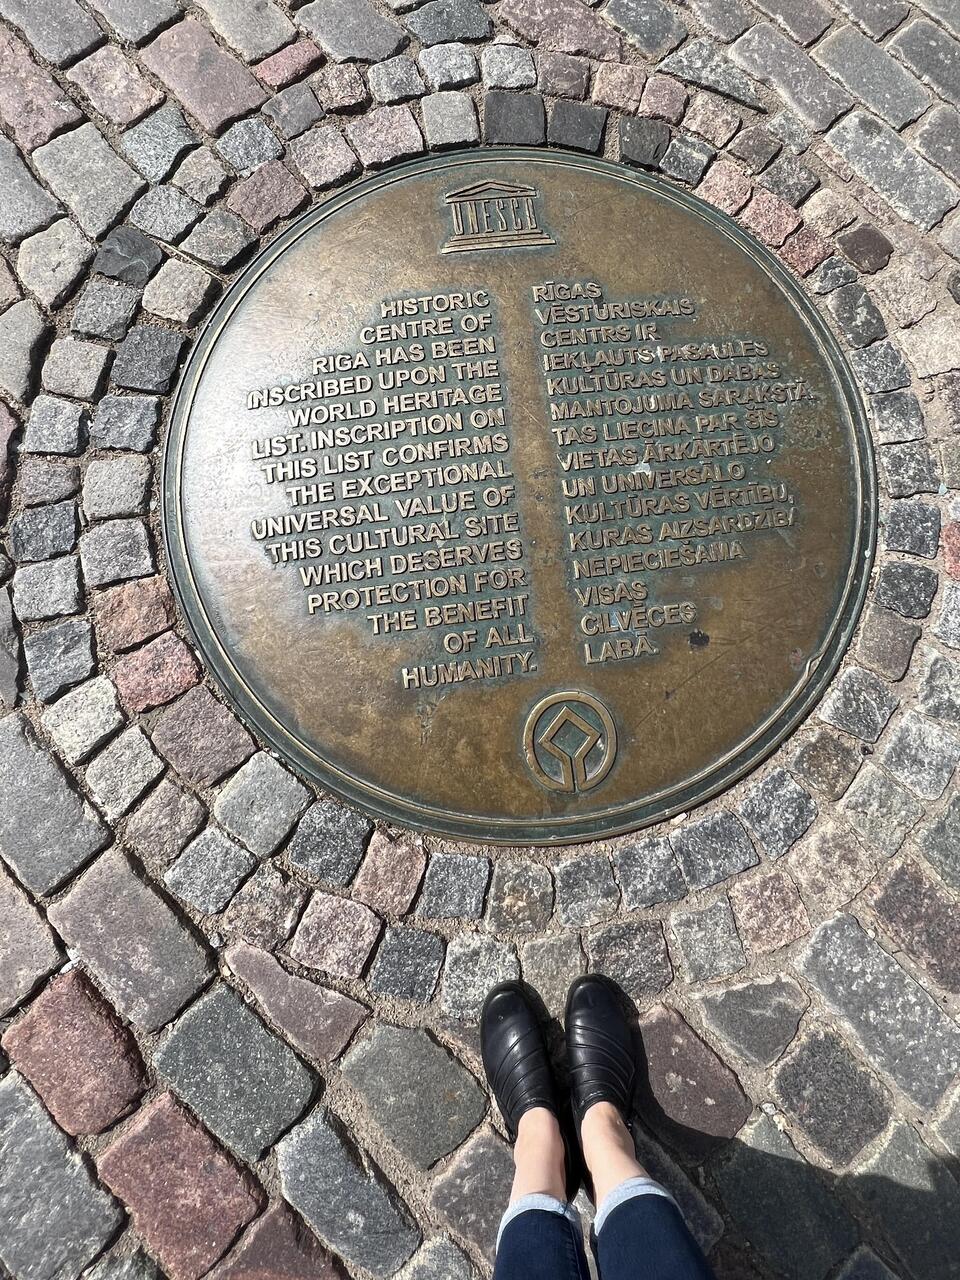 UNESCO
HISTORIC
CENTRE OF
RIGA HAS BEEN
INSCRIBED UPON THE
WORLD HERITAGE
LIST. INSCRIPTION ON
THIS LIST CONFIRMS
THE EXCEPTIONAL
UNIVERSAL VALUE OF
THIS CULTURAL SITE
WHICH DESERVES
PROTECTION FOR
THE BENEFIT
OF ALL
HUMANITY.
RĪGAS
VĒSTURISKAIS
CENTRS IR
IEKĻAUTS PASAULES
KULTŪRAS UN DABAS
MANTOJUMA SARAKSTĀ.
TAS LIECINA PAR ŠĪS
VIETAS ĀRKĀRTĒJO
UN UNIVERSĀLO
KULTŪRAS VĒRTĪBU,
KURAS AIZSARDZĪBA
NEPIECIEŠAMA
VISAS
CILVĒCES
LABĀ.